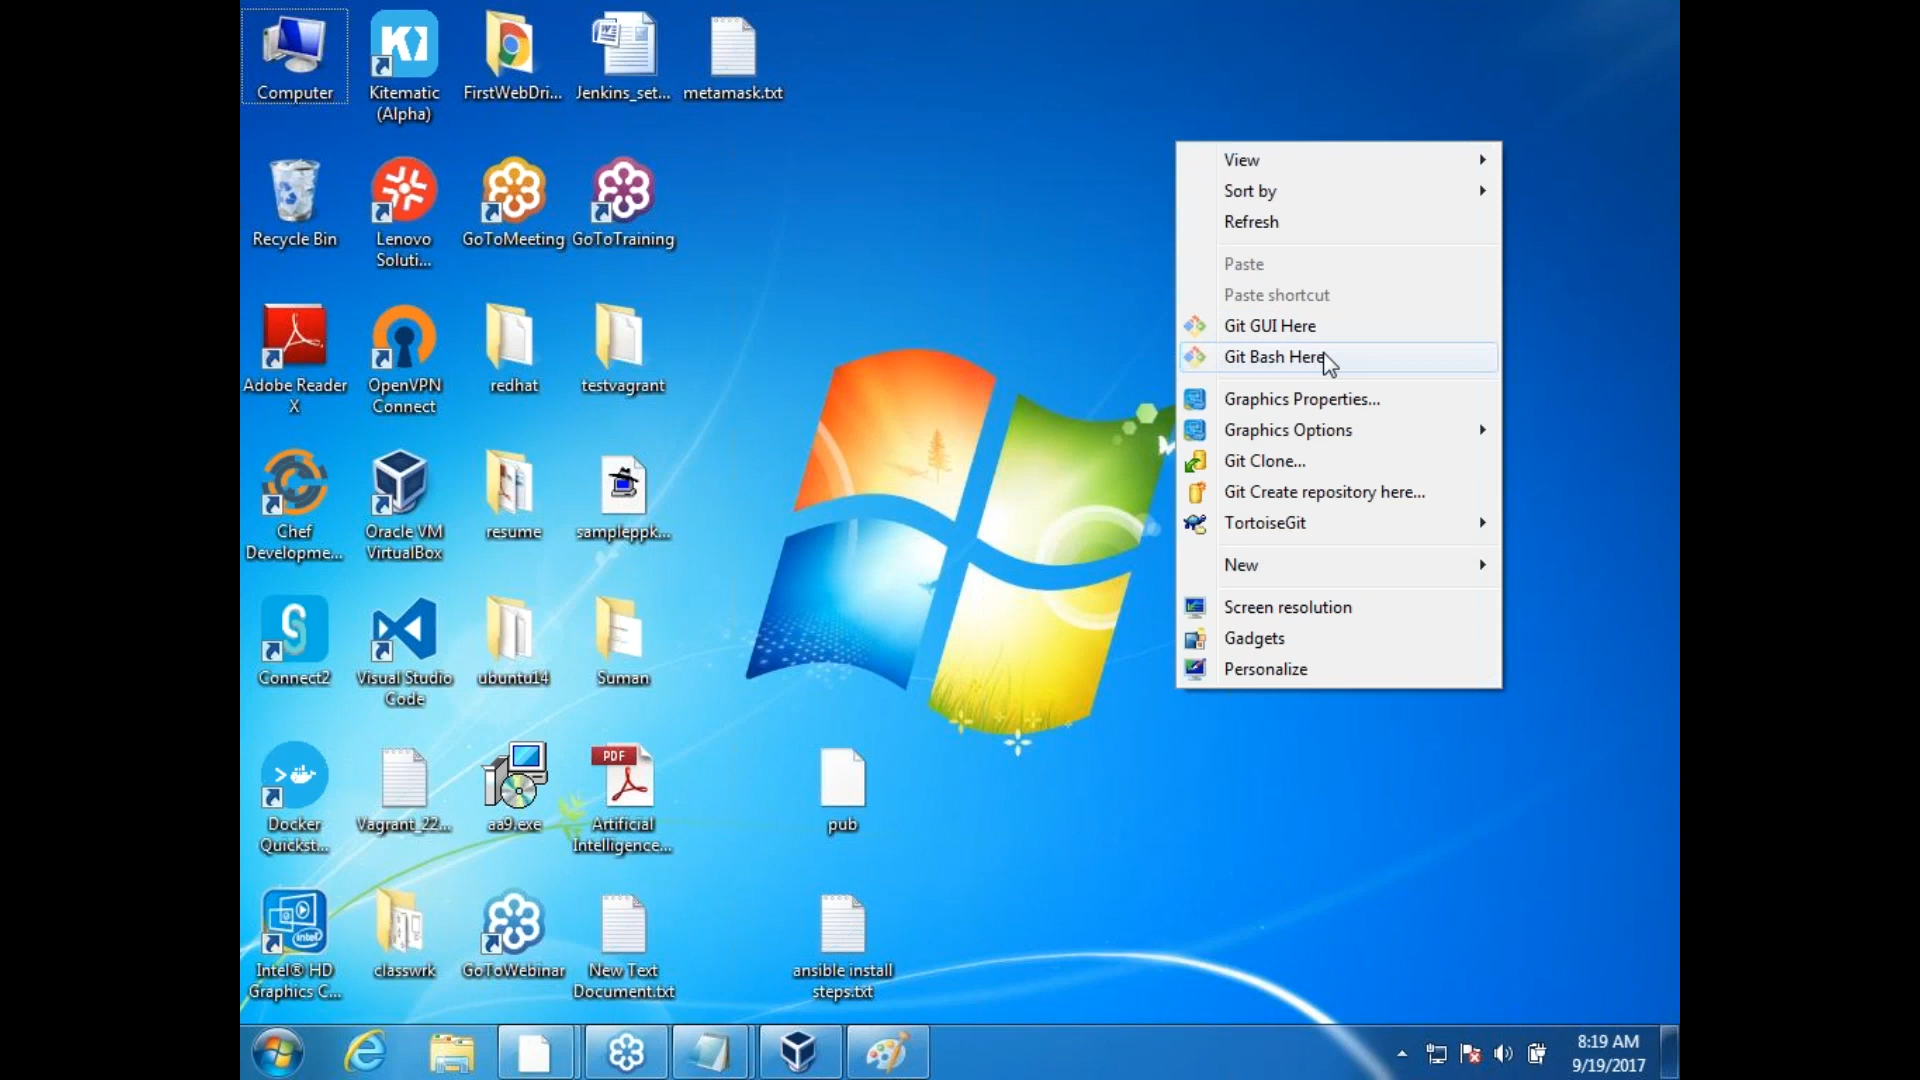 Computer
Kitematic
(Alpha)
FirstWebDri...
Jenkins_set...
metamask.txt
Recycle Bin
Lenovo
Soluti...
GoToMeeting
GoToTraining
Adobe Reader
X
OpenVPN
Connect
redhat
testvagrant
Chef
Developme...
Oracle VM
VirtualBox
resume
sampleppk...
Connect2
Visual Studio
Code
ubuntu14
Suman
Docker
Quickst...
Vagrant_22...
aa9.exe
PDF
Artificial
Intelligence...
pub
intel
Intel® HD
Graphics C...
classwrk
GoToWebinar
New Text
Document.txt
ansible install
steps.txt
View
Sort by
Refresh
Paste
Paste shortcut
Git GUI Here
Git Bash Here
Graphics Properties...
Graphics Options
Git Clone...
Git Create repository here...
TortoiseGit
New
Screen resolution
Gadgets
Personalize
8:19 AM
9/19/2017